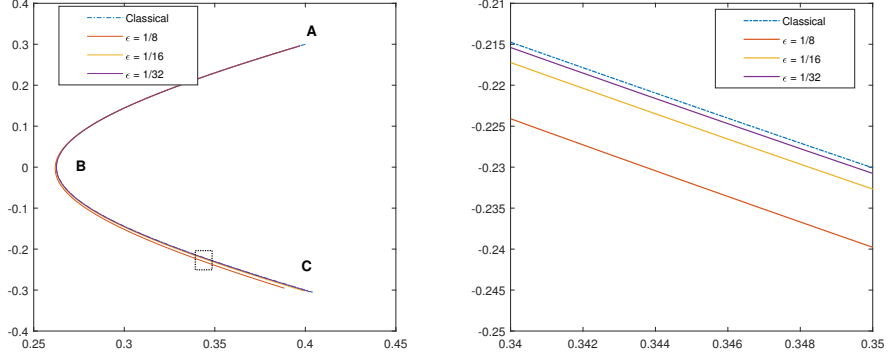 0.4
0.3
0.2
0.1
0
-0.1
-0.2
-0.3
-0.4
0.25
0.3
0.35
0.4
0.45
Classical
ϵ = 1/8
ϵ = 1/16
ϵ = 1/32
A
B
C
-0.21
-0.215
-0.22
-0.225
-0.23
-0.235
-0.24
-0.245
-0.25
0.34
0.342
0.344
0.346
0.348
0.35
Classical
ϵ = 1/8
ϵ = 1/16
ϵ = 1/32